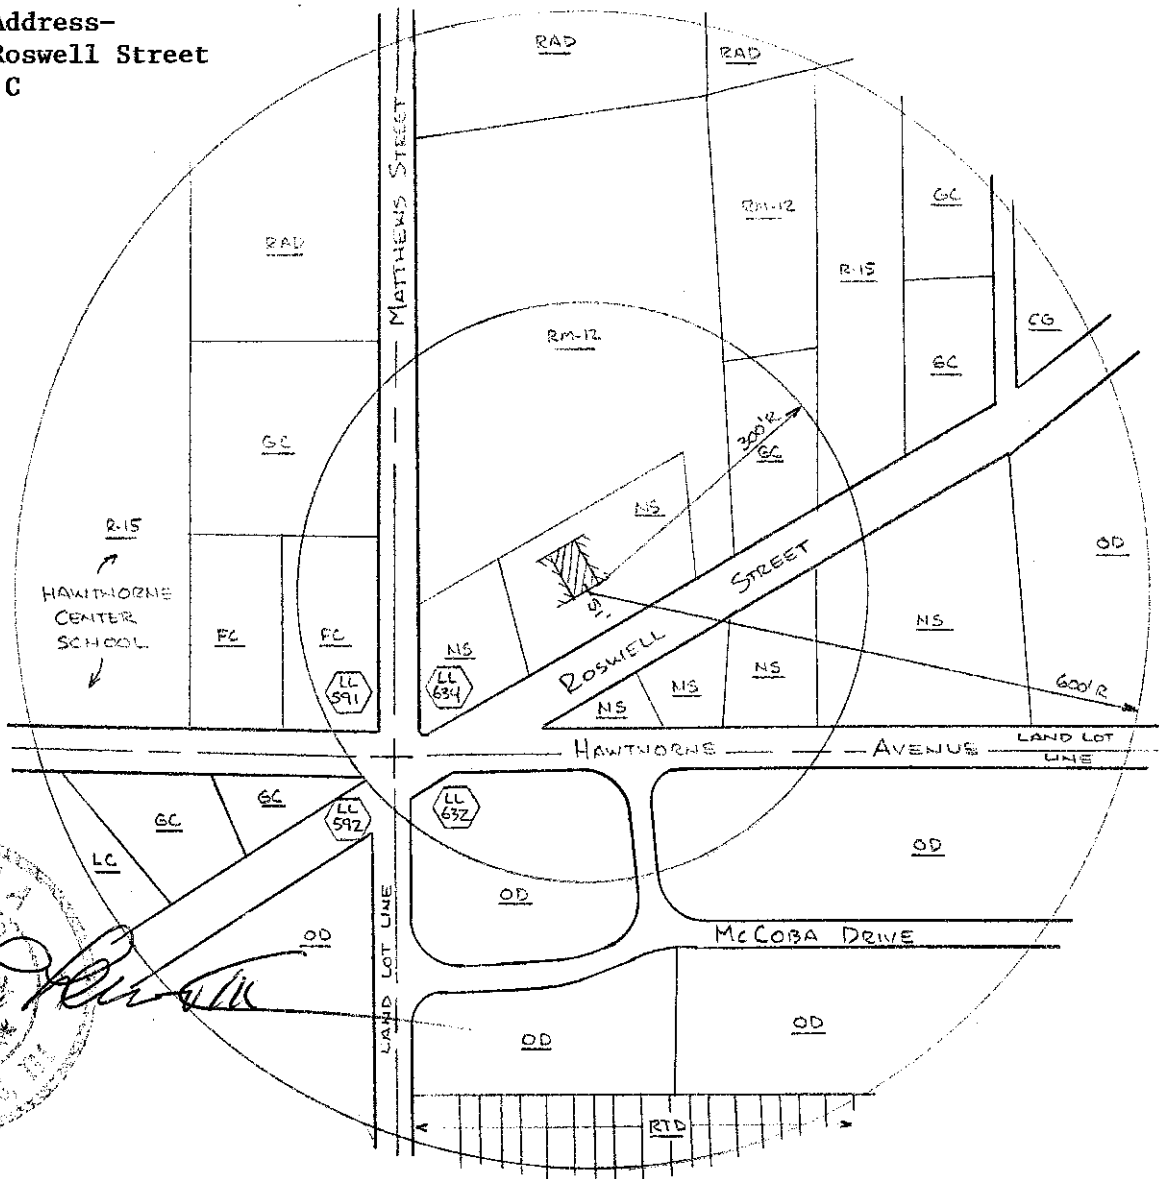 Address-
Roswell Street
C
RAD
RAD
MATTHEWS STREET
RM-12
GC
RAD
R-15
CG
RM-12
GC
GC
300'R
GC
R-15
NS
OD
HAWTHORNE
CENTER
SCHOOL
STREET
FC
FC
NS
'SI'
NS
ROSWELL
LL
591
LL
634
NS
NS
NS
600'R
HAWTHORNE
AVENUE
LAND LOT
LINE
GC
GC
LL
592
LL
632
LC
OD
OD
OD
McCOBA DRIVE
LAND LOT LINE
OD
OD
RTD